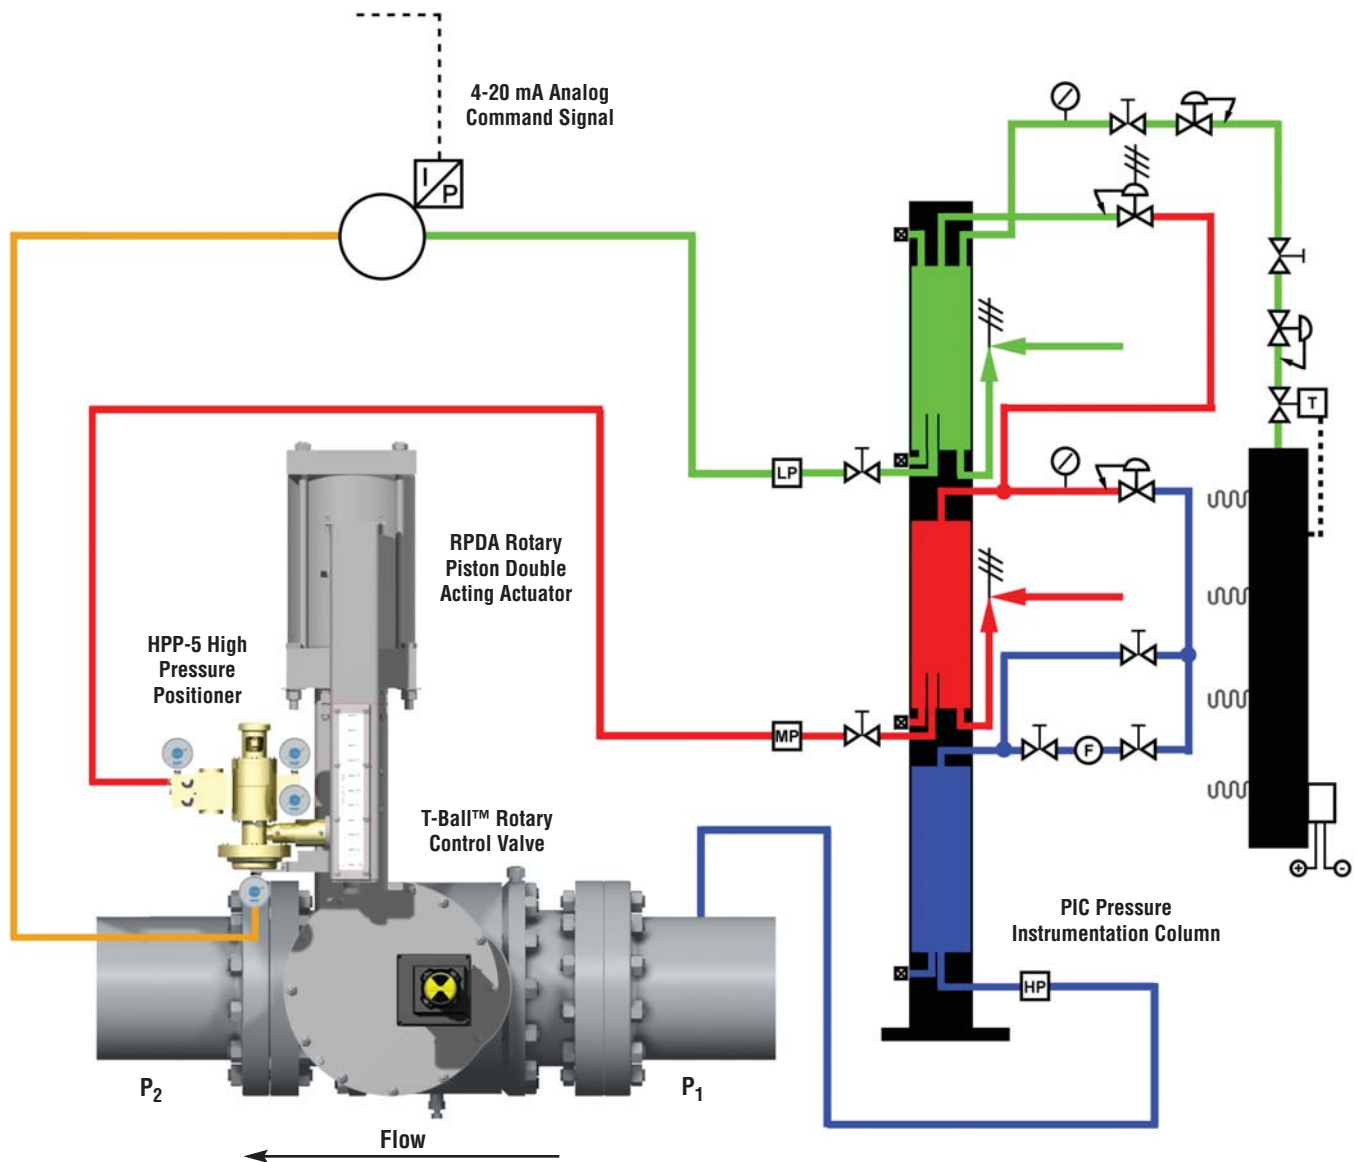 4-20 mA Analog
Command Signal
I
P
T
LP
RPDA Rotary
Piston Double
Acting Actuator
HPP-5 High
Pressure
Positioner
MP
F
T-Ball™ Rotary
Control Valve
PIC Pressure
Instrumentation Column
HP
P2
P1
Flow